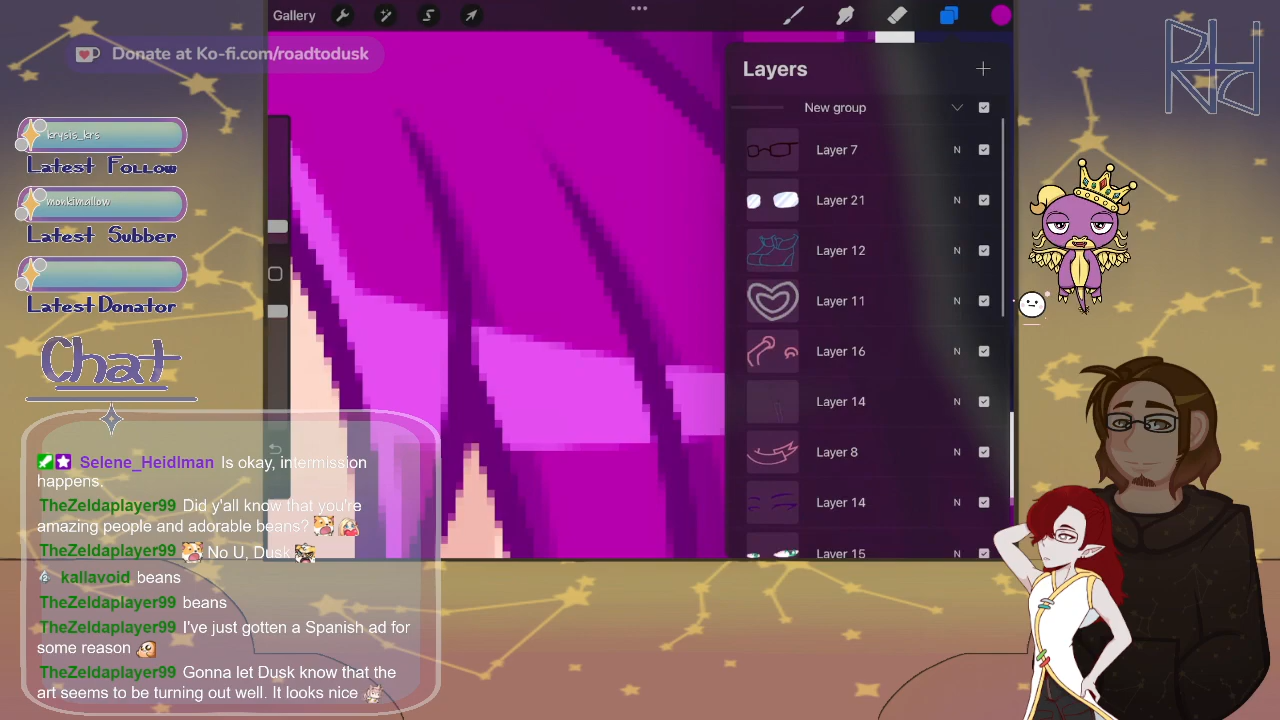 Gallery
Donate at Ko-fi.com/roadtodusk
krysis_krs
Latest Follow
monkimallow
Latest Subber
Latest Donator
Chat
Selene_Heidlman Is okay, intermission
happens.
TheZeldaplayer99 Did y'all know that you're
amazing people and adorable beans?
TheZeldaplayer99 No U, Dusk
kallavoid beans
TheZeldaplayer99 beans
TheZeldaplayer99 I've just gotten a Spanish ad for
some reason
TheZeldaplayer99 Gonna let Dusk know that the
art seems to be turning out well. It looks nice
Layers
New group
Layer 7 N
Layer 21 N
Layer 12 N
Layer 11 N
Layer 16 N
Layer 14 N
Layer 8 N
Layer 14 N
Layer 15 N